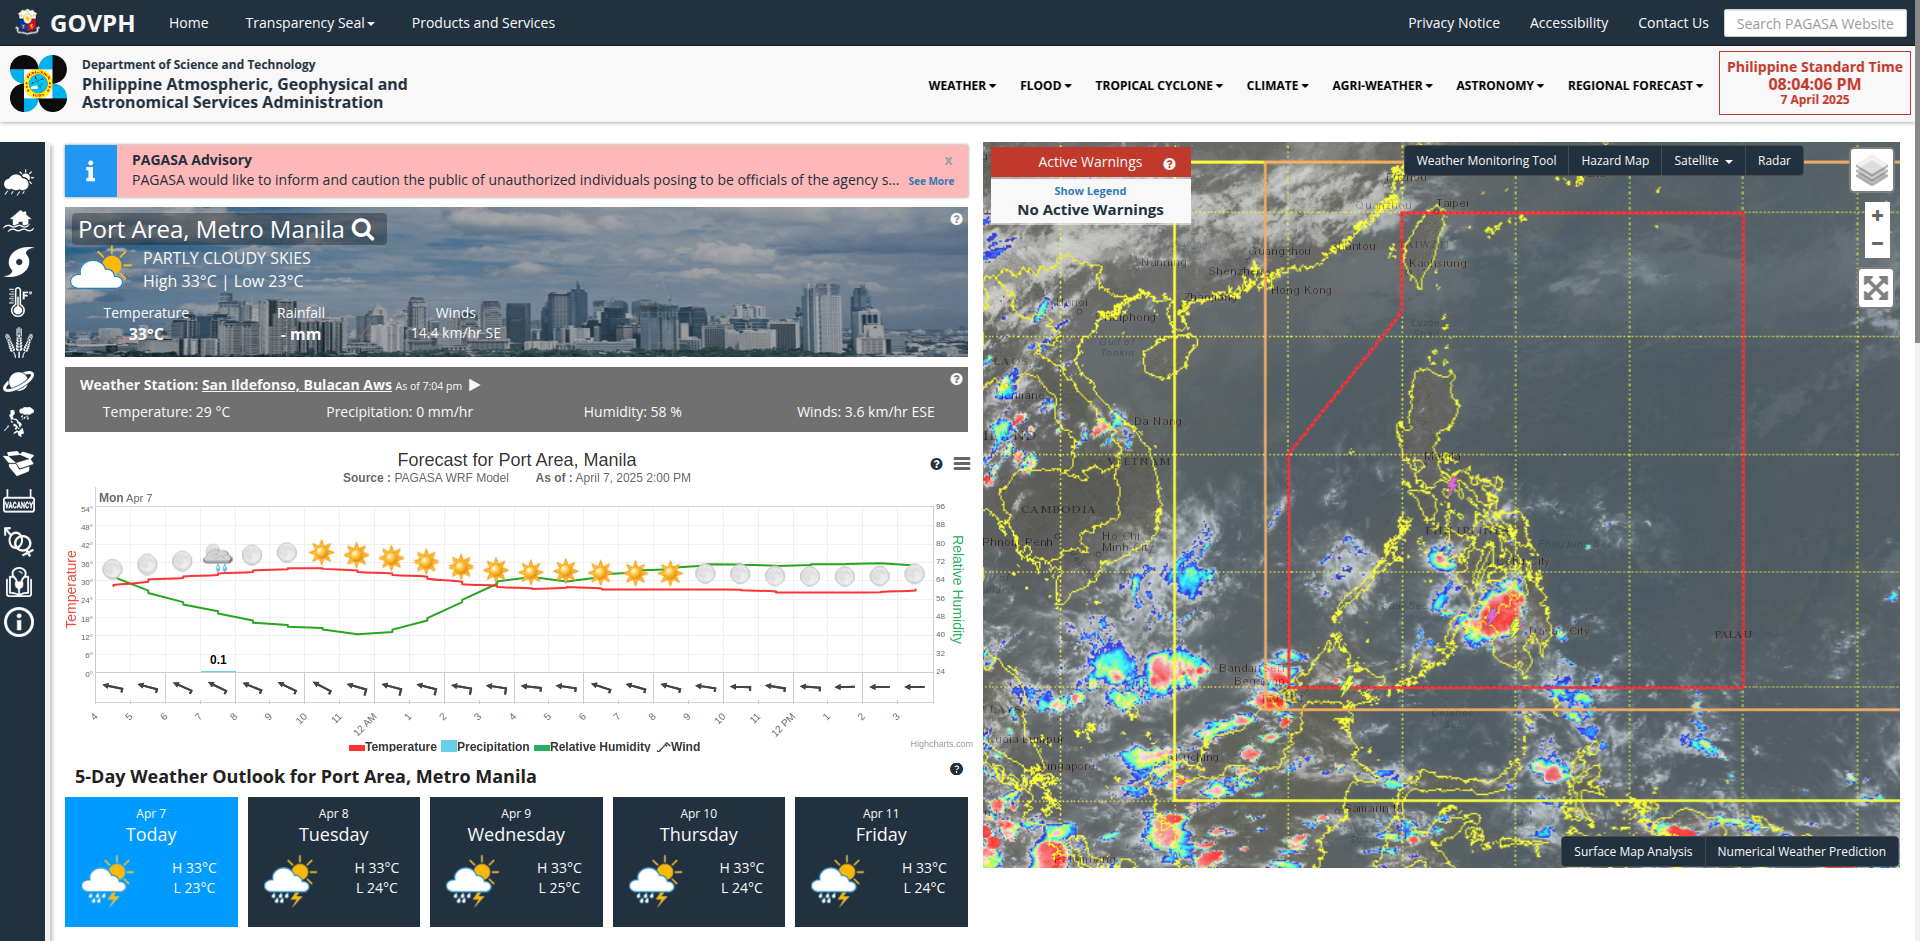 GOVPH
Home
Transparency Seal
Products and Services
Privacy Notice
Accessibility
Contact Us
Search PAGASA Website
Department of Science and Technology
Philippine Atmospheric, Geophysical and
Astronomical Services Administration
WEATHER
FLOOD
TROPICAL CYCLONE
CLIMATE
AGRI-WEATHER
ASTRONOMY
REGIONAL FORECAST
Philippine Standard Time
08:04:06 PM
7 April 2025
PAGASA Advisory
x
PAGASA would like to inform and caution the public of unauthorized individuals posing to be officials of the agency s... See More
Port Area, Metro Manila
PARTLY CLOUDY SKIES
High 33°C | Low 23°C
Temperature
33°C
Rainfall
- mm
Winds
14.4 km/hr SE
Weather Station: San Ildefonso, Bulacan Aws As of 7:04 pm
Temperature: 29 °C
Precipitation: 0 mm/hr
Humidity: 58 %
Winds: 3.6 km/hr ESE
Forecast for Port Area, Manila
Source : PAGASA WRF Model As of : April 7, 2025 2:00 PM
Mon Apr 7
Temperature
54°
48°
42°
36°
30°
24°
18°
12°
6°
0°
96
88
80
72
64
56
48
40
32
24
Relative Humidity
0.1
4 5 6 7 8 9 10 11 12 AM 1 2 3 4 5 6 7 8 9 10 11 12 PM 1 2 3
Temperature Precipitation Relative Humidity Wind
Highcharts.com
5-Day Weather Outlook for Port Area, Metro Manila
Apr 7
Today
H 33°C
L 23°C
Apr 8
Tuesday
H 33°C
L 24°C
Apr 9
Wednesday
H 33°C
L 25°C
Apr 10
Thursday
H 33°C
L 24°C
Apr 11
Friday
H 33°C
L 24°C
VACANCY
Active Warnings
Show Legend
No Active Warnings
Weather Monitoring Tool
Hazard Map
Satellite
Radar
+
−
Taipei
Guangzhou
Kaohsiung
Nanning
Shenzhen
Hong Kong
Zhanjiang
Hanoi
Haiphong
Gulf of
Tonkin
Luzon
Da Nang
VIETNAM
Manila
CAMBODIA
Phnom Penh
Ho Chi
Minh City
PHILIPPINES
Davao City
PALAU
Bandar Seri
Begawan
Celebes
Kuala Lumpur
Singapore
Kuching
Surface Map Analysis
Numerical Weather Prediction